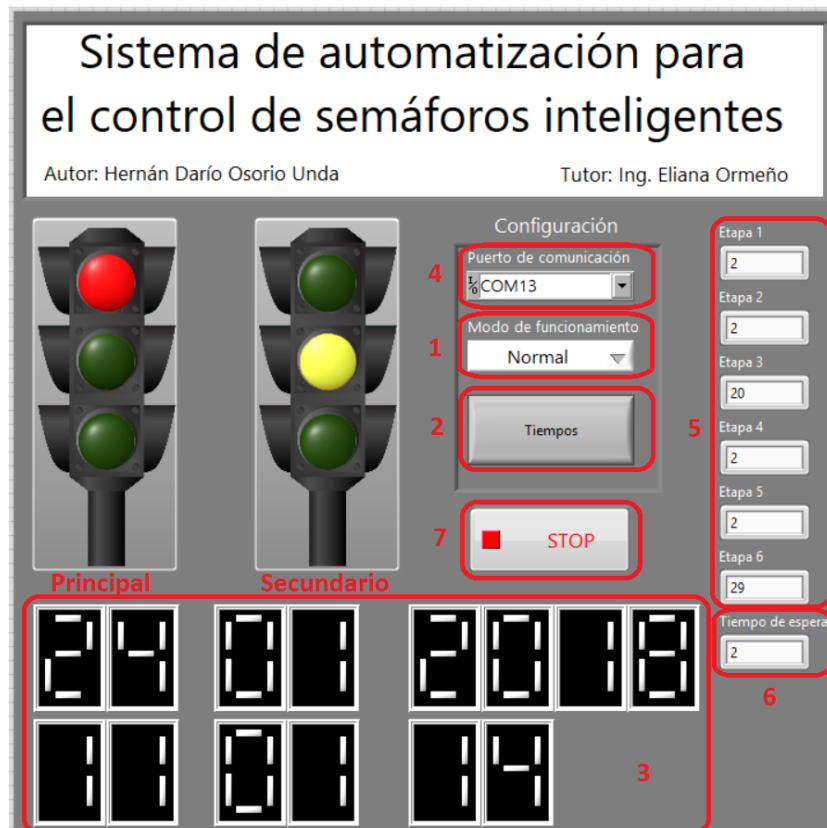 Sistema de automatización para
el control de semáforos inteligentes
Autor: Hernán Darío Osorio Unda
Tutor: Ing. Eliana Ormeño
Configuración
4
Puerto de comunicación
I/O COM13
1
Modo de funcionamiento
Normal
2
Tiempos
7
STOP
5
Etapa 1
2
Etapa 2
2
Etapa 3
20
Etapa 4
2
Etapa 5
2
Etapa 6
29
Tiempo de espera
2
6
Principal
Secundario
24 01 2018
11 01 14
3